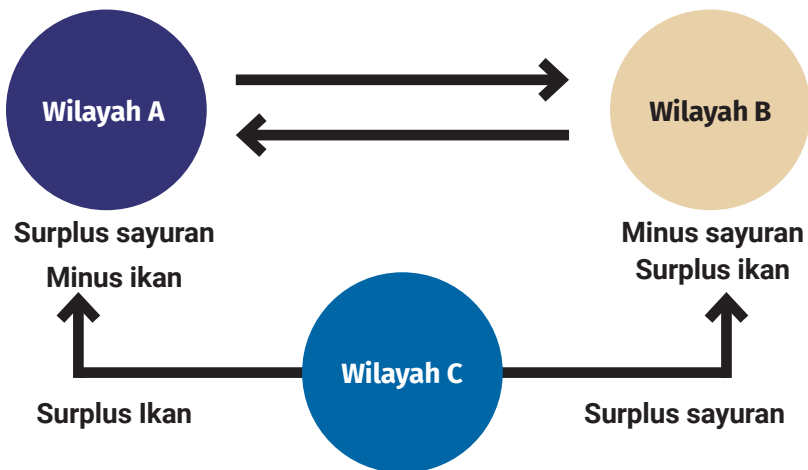 Wilayah A
Wilayah B
Surplus sayuran
Minus ikan
Minus sayuran
Surplus ikan
Wilayah C
Surplus Ikan
Surplus sayuran